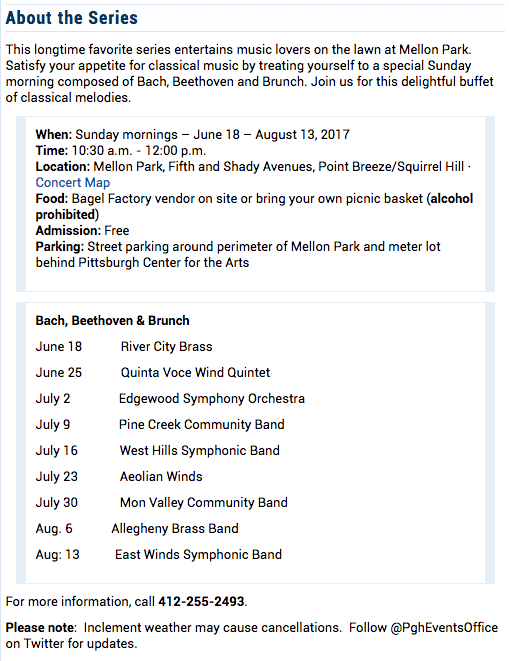 About the Series
This longtime favorite series entertains music lovers on the lawn at Mellon Park.
Satisfy your appetite for classical music by treating yourself to a special Sunday
morning composed of Bach, Beethoven and Brunch. Join us for this delightful buffet
of classical melodies.
When: Sunday mornings – June 18 – August 13, 2017
Time: 10:30 a.m. - 12:00 p.m.
Location: Mellon Park, Fifth and Shady Avenues, Point Breeze/Squirrel Hill ·
Concert Map
Food: Bagel Factory vendor on site or bring your own picnic basket (alcohol
prohibited)
Admission: Free
Parking: Street parking around perimeter of Mellon Park and meter lot
behind Pittsburgh Center for the Arts
Bach, Beethoven & Brunch
June 18 River City Brass
June 25 Quinta Voce Wind Quintet
July 2 Edgewood Symphony Orchestra
July 9 Pine Creek Community Band
July 16 West Hills Symphonic Band
July 23 Aeolian Winds
July 30 Mon Valley Community Band
Aug. 6 Allegheny Brass Band
Aug: 13 East Winds Symphonic Band
For more information, call 412-255-2493.
Please note: Inclement weather may cause cancellations. Follow @PghEventsOffice
on Twitter for updates.